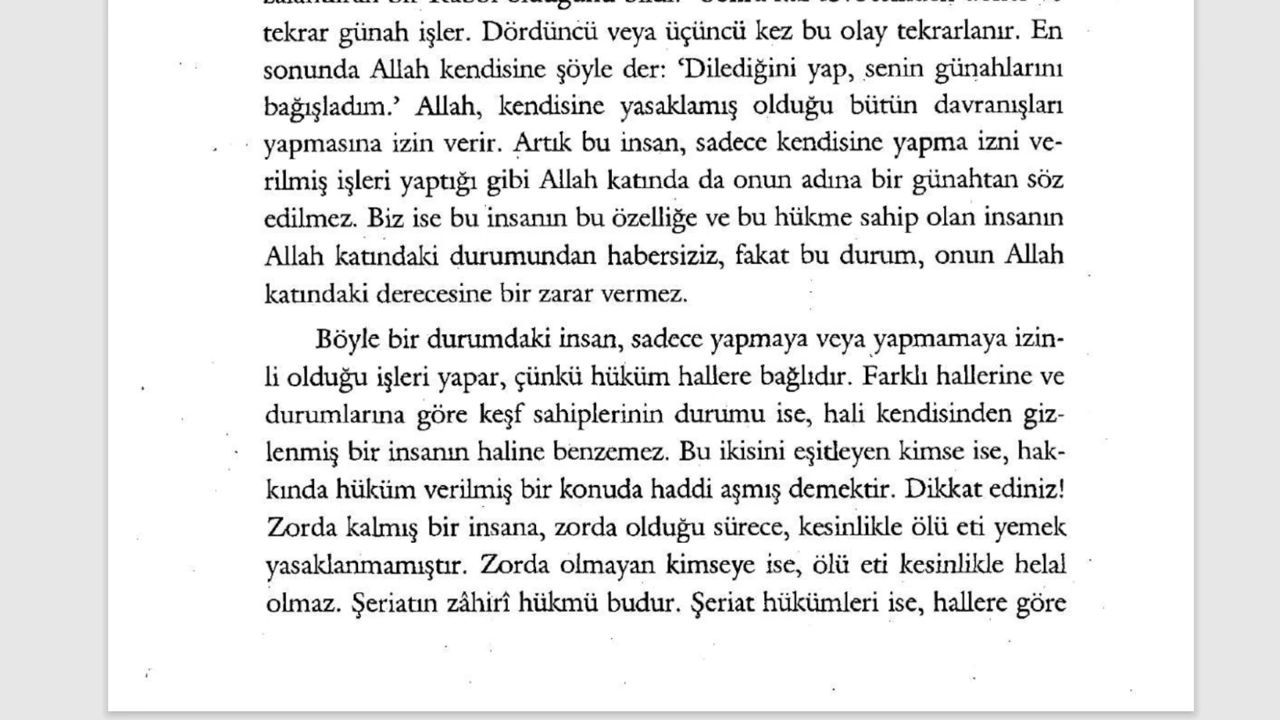 tekrar günah işler. Dördüncü veya üçüncü kez bu olay tekrarlanır. En
sonunda Allah kendisine şöyle der: ‘Dilediğini yap, senin günahlarını
bağışladım.’ Allah, kendisine yasaklamış olduğu bütün davranışları
yapmasına izin verir. Artık bu insan, sadece kendisine yapma izni ve-
rilmiş işleri yaptığı gibi Allah katında da onun adına bir günahtan söz
edilmez. Biz ise bu insanın bu özelliğe ve bu hükme sahip olan insanın
Allah katındaki durumundan habersiziz, fakat bu durum, onun Allah
katındaki derecesine bir zarar vermez.
Böyle bir durumdaki insan, sadece yapmaya veya yapmamaya izin-
li olduğu işleri yapar, çünkü hüküm hallere bağlıdır. Farklı hallerine ve
durumlarına göre keşf sahiplerinin durumu ise, hali kendisinden giz-
lenmiş bir insanın haline benzemez. Bu ikisini eşitleyen kimse ise, hak-
kında hüküm verilmiş bir konuda haddi aşmış demektir. Dikkat ediniz!
Zorda kalmış bir insana, zorda olduğu sürece, kesinlikle ölü eti yemek
yasaklanmamıştır. Zorda olmayan kimseye ise, ölü eti kesinlikle helal
olmaz. Şeriatın zâhirî hükmü budur. Şeriat hükümleri ise, hallere göre